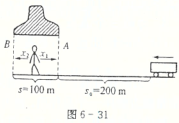 B A
x₂ x₁
s=100 m s₀=200 m
图 6-31